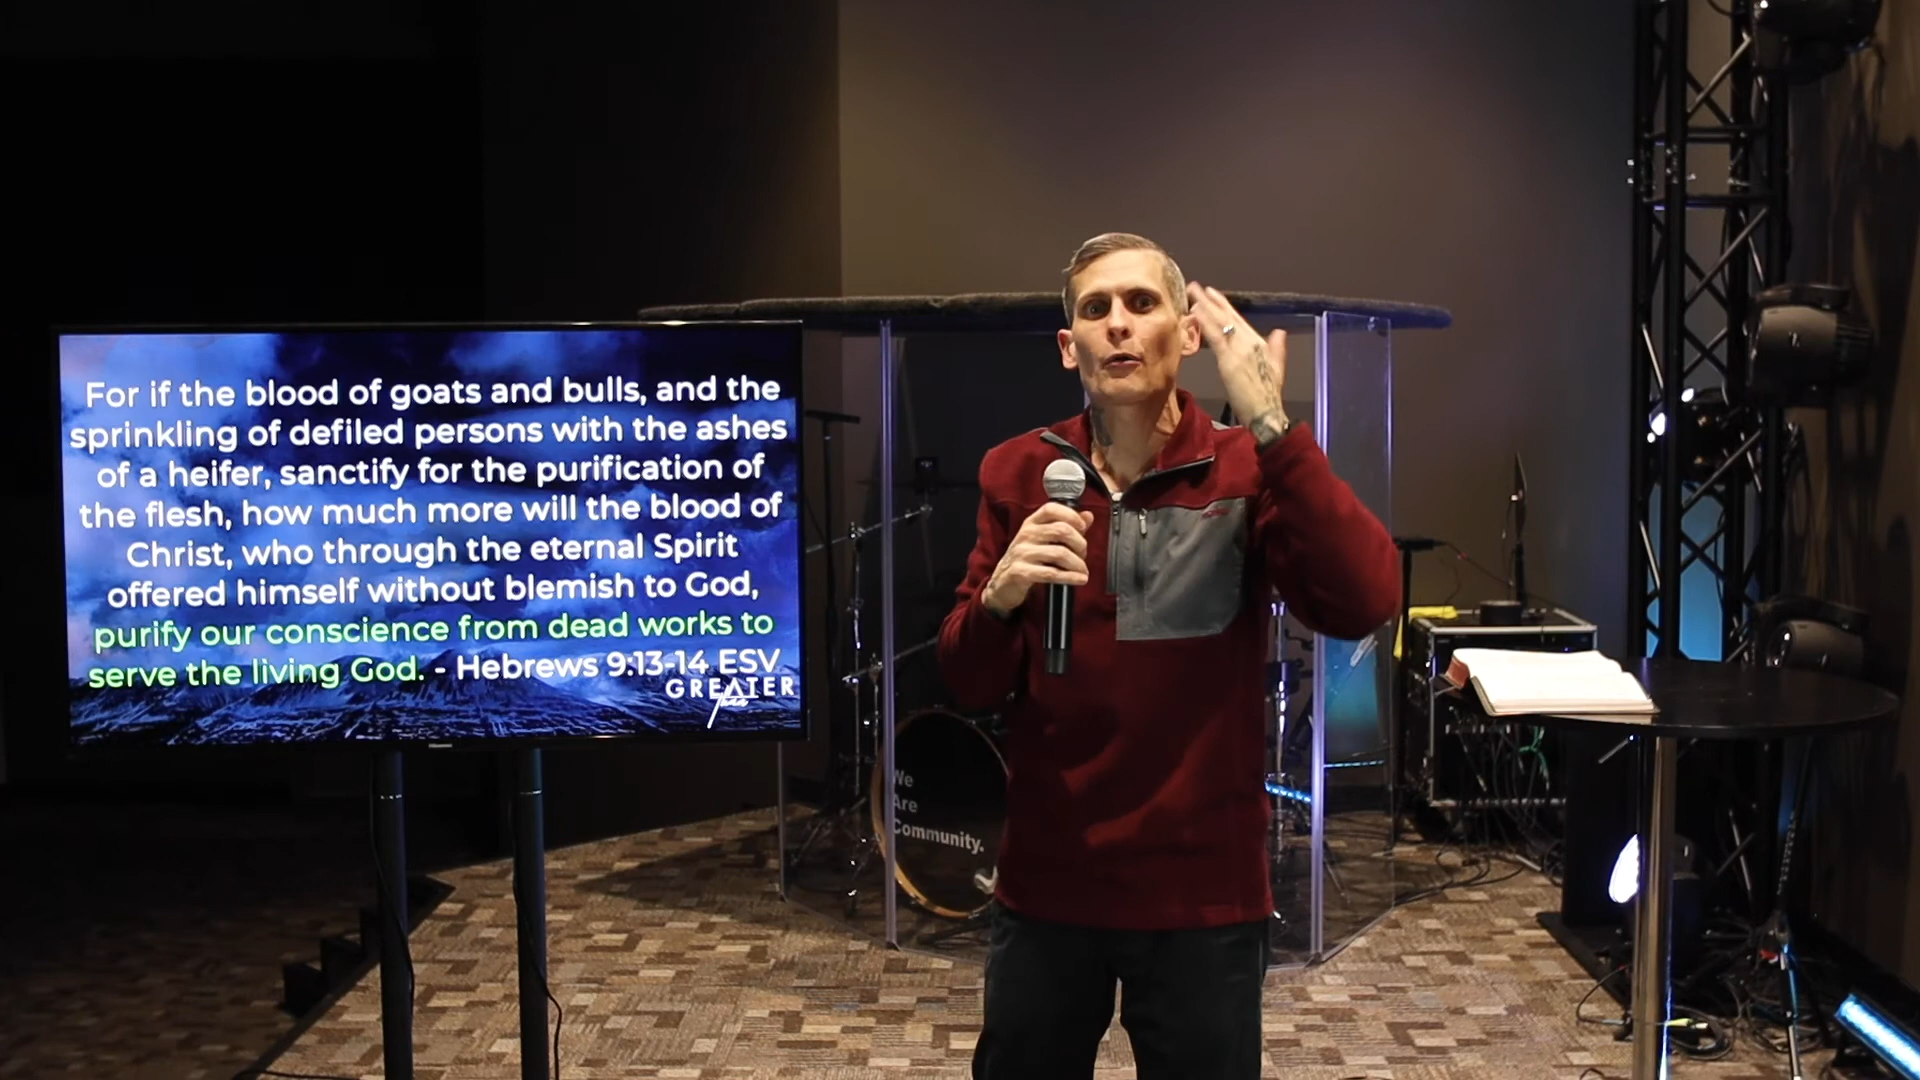 For if the blood of goats and bulls, and the
sprinkling of defiled persons with the ashes
of a heifer, sanctify for the purification of
the flesh, how much more will the blood of
Christ, who through the eternal Spirit
offered himself without blemish to God,
purify our conscience from dead works to
serve the living God. - Hebrews 9:13-14 ESV
GREATER
Than
Hisense
We
Are
Community.